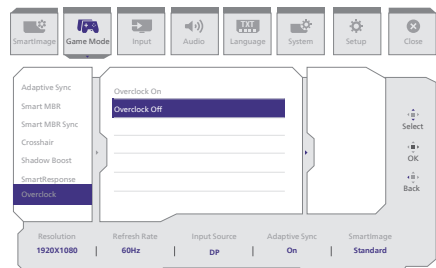 TXT
SmartImage Game Mode Input Audio Language System Setup Close
Adaptive Sync
Smart MBR
Smart MBR Sync
Crosshair
Shadow Boost
SmartResponse
Overclock
Overclock On
Overclock Off
Select
OK
Back
Resolution Refresh Rate Input Source Adaptive Sync SmartImage
1920X1080 | 60Hz | DP | On | Standard